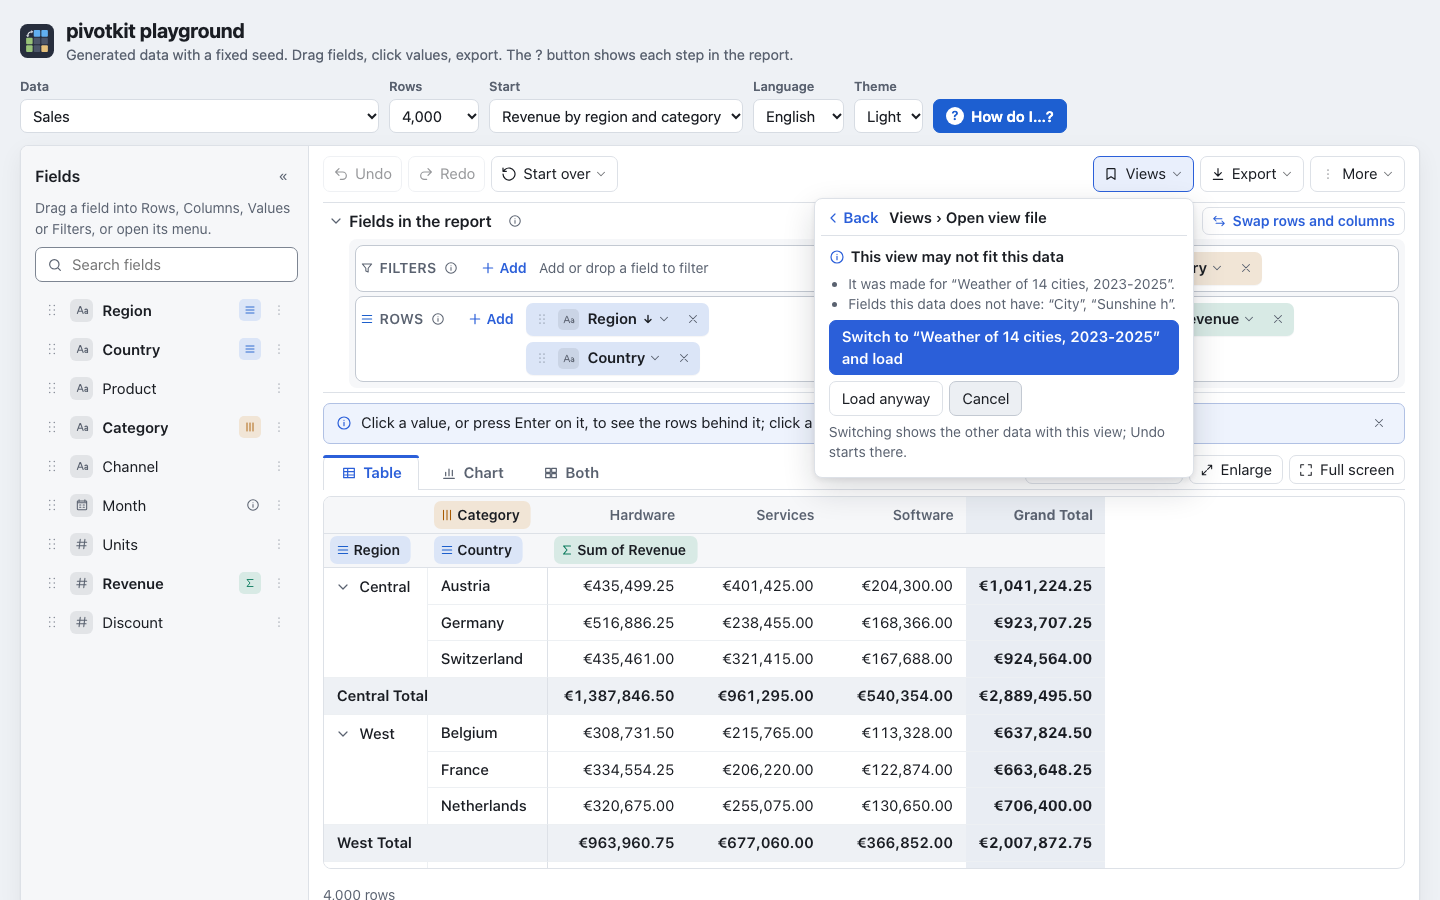 pivotkit playground
Generated data with a fixed seed. Drag fields, click values, export. The ? button shows each step in the report.
Data Rows Start Language Theme
Sales 4,000 Revenue by region and category English Light ? How do I...?
Fields «
Drag a field into Rows, Columns, Values
or Filters, or open its menu.
Search fields
Aa Region
Aa Country
Aa Product
Aa Category
Aa Channel
Month
# Units
# Revenue Σ
# Discount
Undo Redo Start over Views Export More
Fields in the report Swap rows and columns
FILTERS + Add Add or drop a field to filter
ROWS + Add Aa Region ↓
Aa Country
Back Views › Open view file
This view may not fit this data
• It was made for “Weather of 14 cities, 2023-2025”.
• Fields this data does not have: “City”, “Sunshine h”.
Switch to “Weather of 14 cities, 2023-2025”
and load
Load anyway Cancel
Switching shows the other data with this view; Undo
starts there.
Click a value, or press Enter on it, to see the rows behind it; click a
Table Chart Both Enlarge Full screen
Category Hardware Services Software Grand Total
Region Country Σ Sum of Revenue
Central Austria €435,499.25 €401,425.00 €204,300.00 €1,041,224.25
Germany €516,886.25 €238,455.00 €168,366.00 €923,707.25
Switzerland €435,461.00 €321,415.00 €167,688.00 €924,564.00
Central Total €1,387,846.50 €961,295.00 €540,354.00 €2,889,495.50
West Belgium €308,731.50 €215,765.00 €113,328.00 €637,824.50
France €334,554.25 €206,220.00 €122,874.00 €663,648.25
Netherlands €320,675.00 €255,075.00 €130,650.00 €706,400.00
West Total €963,960.75 €677,060.00 €366,852.00 €2,007,872.75
4,000 rows